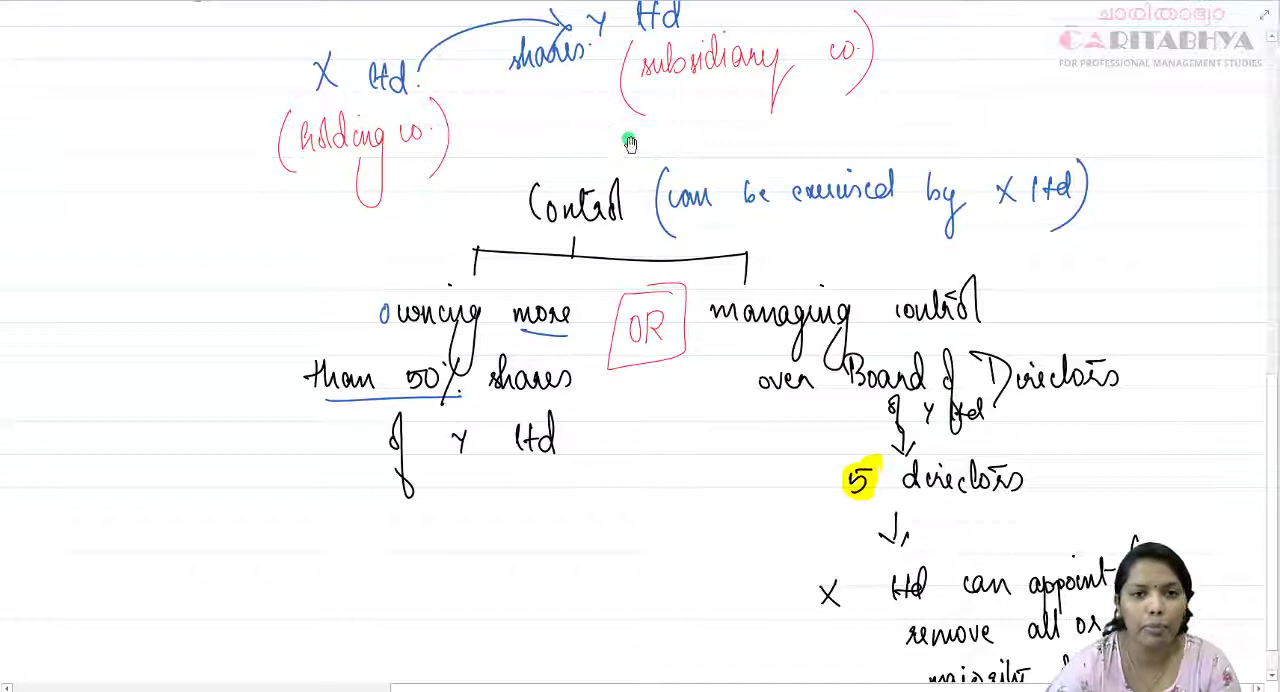 ചാരിതാഭ്യാ
CARITABHYA
FOR PROFESSIONAL MANAGEMENT STUDIES
X ltd.
shares.
Y ltd
(subsidiary co.)
(holding co.)
Control (can be exercised by X ltd)
owning more
than 50% shares
of Y ltd
OR
managing control
over Board of Directors
of Y ltd
5 directors
X ltd can appoint
remove all or
majority